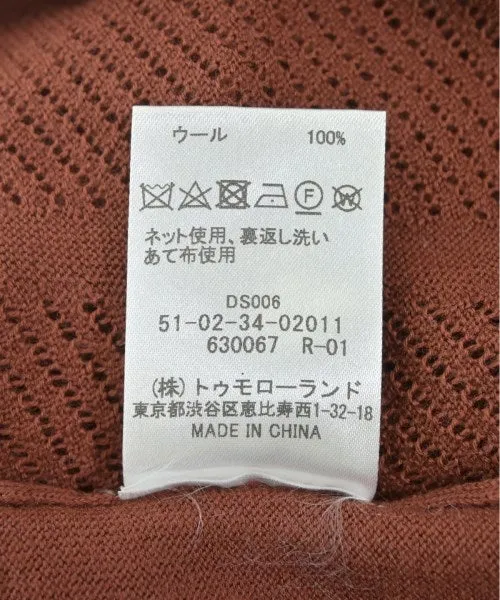 ウール 100%
F W
ネット使用、裏返し洗い
あて布使用
DS006
51-02-34-02011
630067 R-01
(株)トゥモローランド
東京都渋谷区恵比寿西1-32-18
MADE IN CHINA